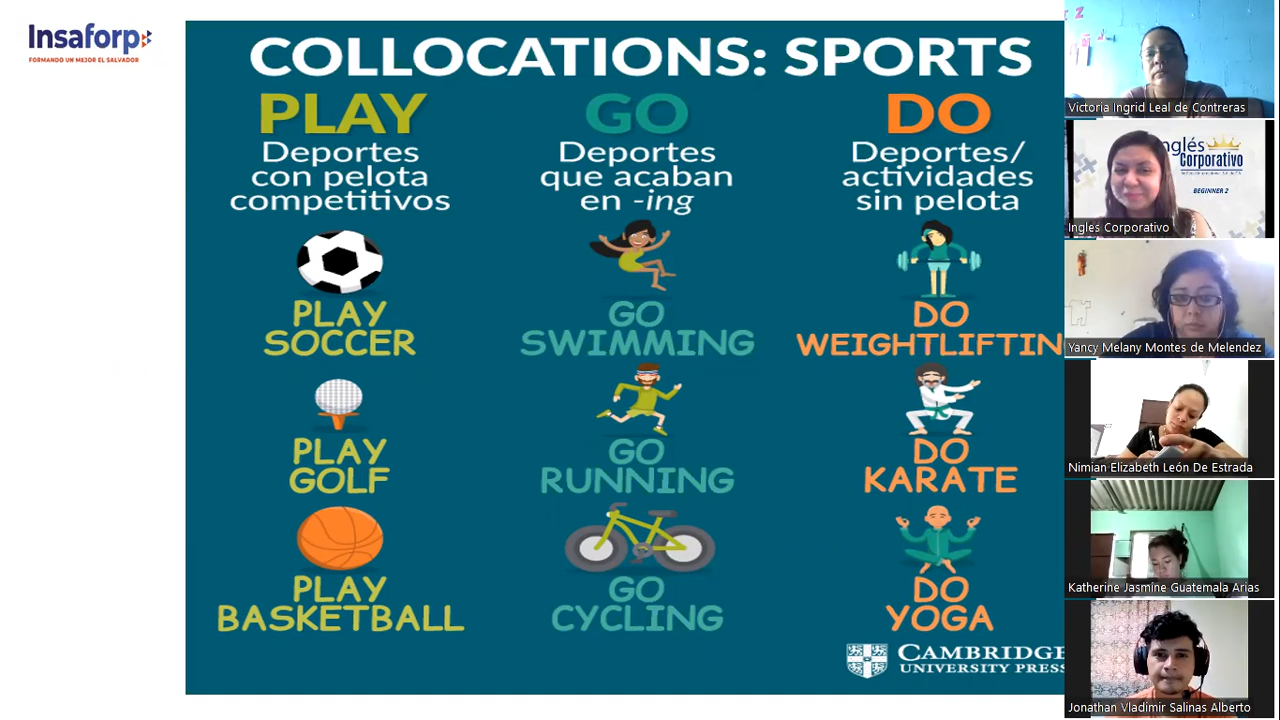 Insaforp
FORMANDO UN MEJOR EL SALVADOR
COLLOCATIONS: SPORTS
PLAY
Deportes
con pelota
competitivos
PLAY
SOCCER
PLAY
GOLF
PLAY
BASKETBALL
GO
Deportes
que acaban
en -ing
GO
SWIMMING
GO
RUNNING
GO
CYCLING
DO
Deportes/
actividades
sin pelota
DO
WEIGHTLIFTIN
DO
KARATE
DO
YOGA
CAMBRIDGE
UNIVERSITY PRESS
Victoria Ingrid Leal de Contreras
nglés
Corporativo
BEGINNER 2
Ingles Corporativo
Yancy Melany Montes de Melendez
Nimian Elizabeth León De Estrada
Katherine Jasmine Guatemala Arias
Jonathan Vladimir Salinas Alberto